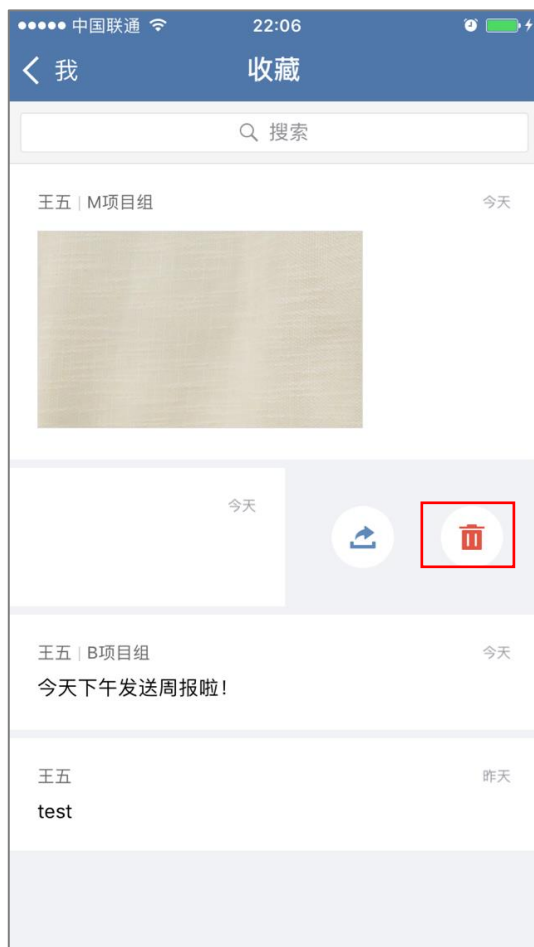 中国联通 22:06
我 收藏
搜索
王五 | M项目组 今天
今天
王五 | B项目组 今天
今天下午发送周报啦！
王五 昨天
test